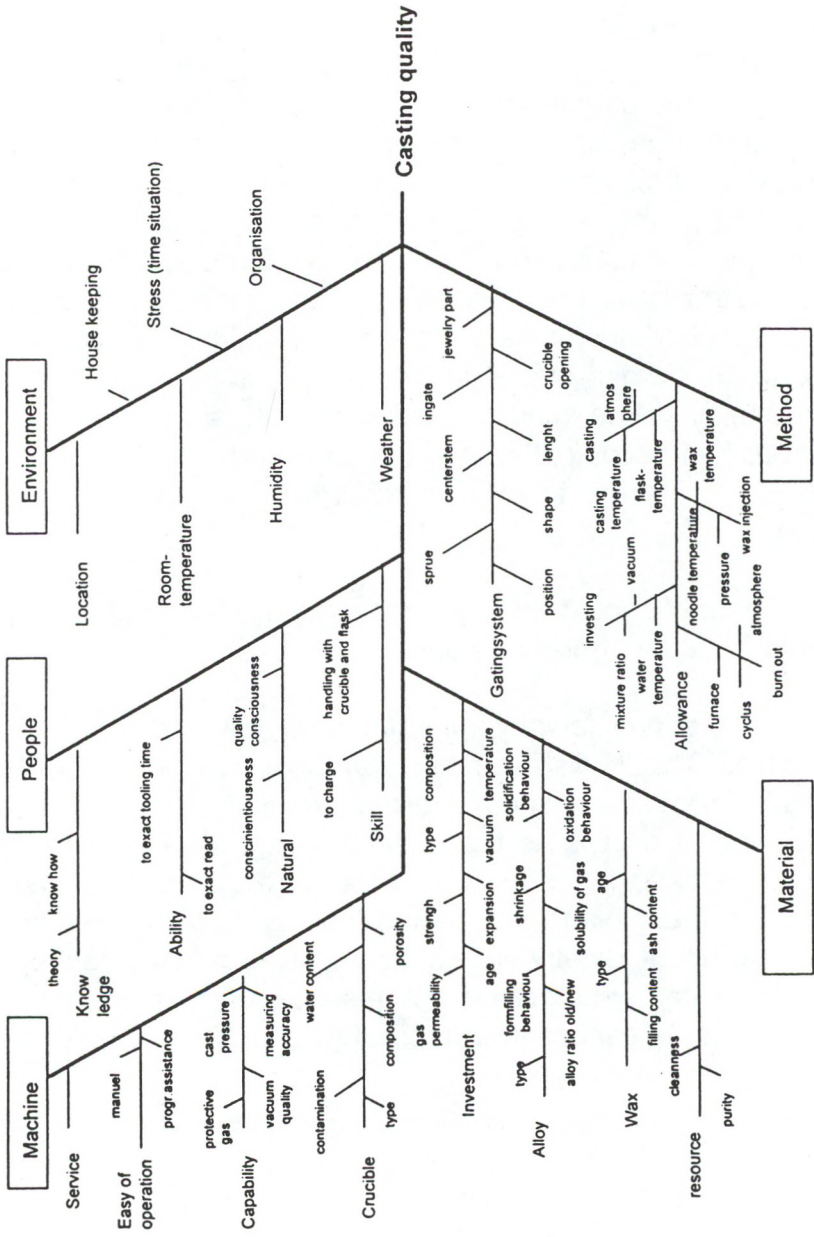 Machine
Service
Easy of
operation
manuel
progr.assistance
Capability
protective
gas
cast
pressure
vacuum
quality
measuring
accuracy
Crucible
contamination
water content
type
composition
porosity
People
Know
ledge
theory
know how
Ability
to exact tooling time
to exact read
Natural
conscinientiousness
quality
consciousness
Skill
to charge
handling with
crucible and flask
Environment
Location
House keeping
Room-
temperature
Stress (time situation)
Humidity
Organisation
Weather
Casting quality
Material
Investment
gas
permeability
strengh
type
composition
age
expansion
vacuum
temperature
Alloy
type
formfilling
behaviour
shrinkage
solidification
behaviour
alloy ratio old/new
solubility of gas
oxidation
behaviour
Wax
type
age
filling content
ash content
resource
cleanness
purity
Method
Gatingsystem
sprue
centerstem
ingate
jewelry part
position
shape
lenght
crucible
opening
Allowance
investing
mixture ratio
vacuum
water
temperature
casting
atmos
phere
casting
temperature
flask-
temperature
noodle temperature
wax
temperature
pressure
wax injection
furnace
atmosphere
cyclus
burn out